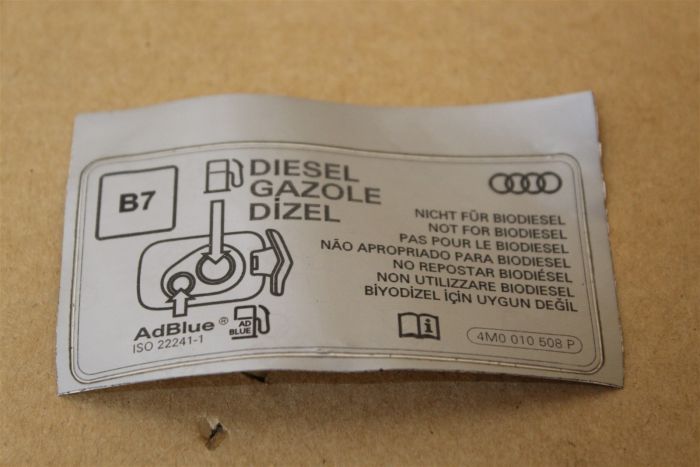 B7
DIESEL
GAZOLE
DİZEL
NICHT FÜR BIODIESEL
NOT FOR BIODIESEL
PAS POUR LE BIODIESEL
NÃO APROPRIADO PARA BIODIESEL
NO REPOSTAR BIODIÉSEL
NON UTILIZZARE BIODIESEL
BİYODİZEL İÇİN UYGUN DEĞİL
AdBlue®
ISO 22241-1
AD
BLUE
4M0 010 508 P